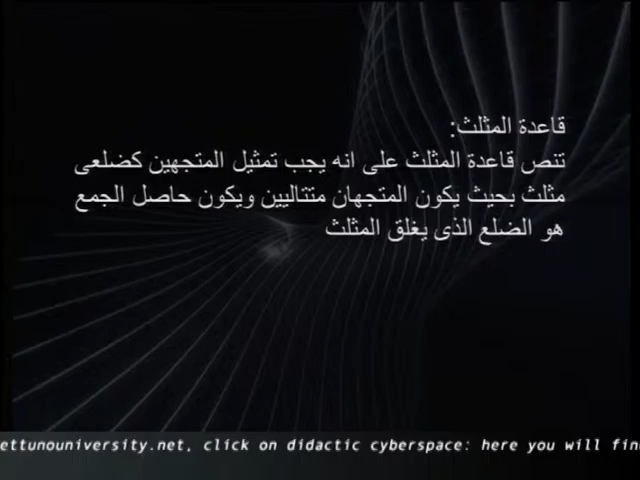 قاعدة المثلث:
تنص قاعدة المثلث على انه يجب تمثيل المتجهين كضلعى
مثلث بحيث يكون المتجهان متتاليين ويكون حاصل الجمع
هو الضلع الذى يغلق المثلث
ettunouniversity.net, click on didactic cyberspace: here you will fin